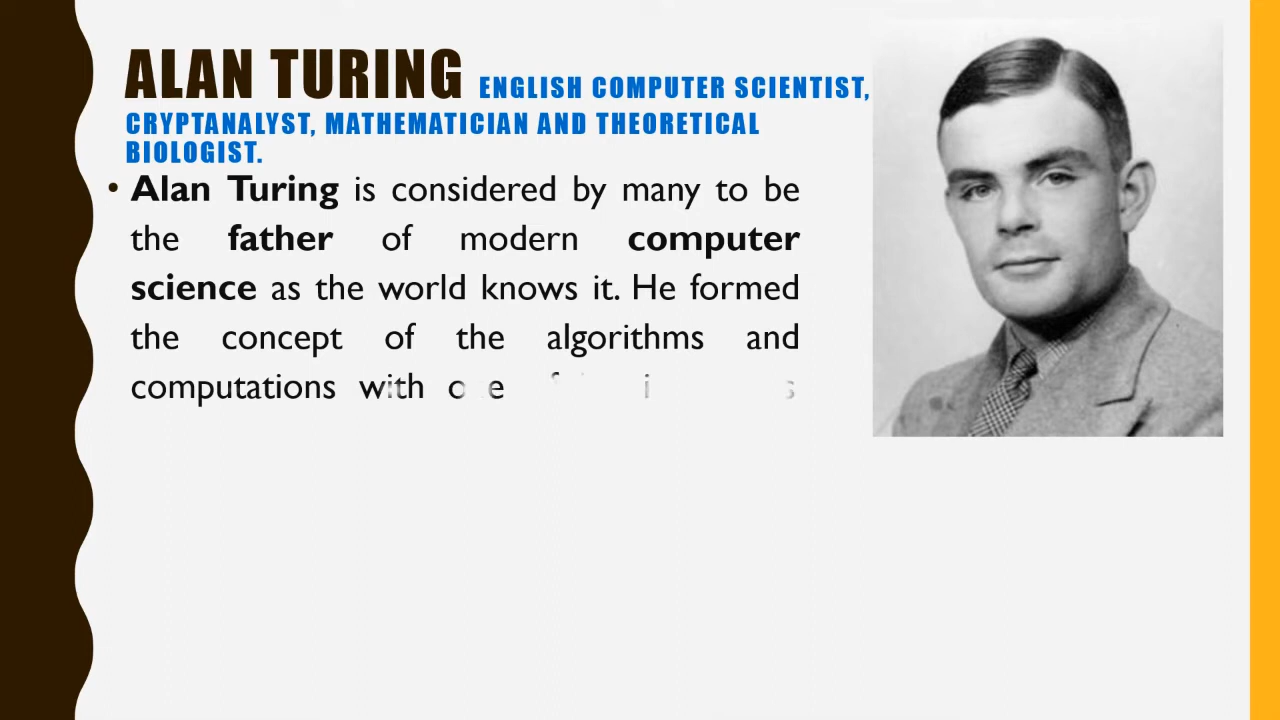 ALAN TURING ENGLISH COMPUTER SCIENTIST,
CRYPTANALYST, MATHEMATICIAN AND THEORETICAL
BIOLOGIST.
• Alan Turing is considered by many to be
the father of modern computer
science as the world knows it. He formed
the concept of the algorithms and
computations with one